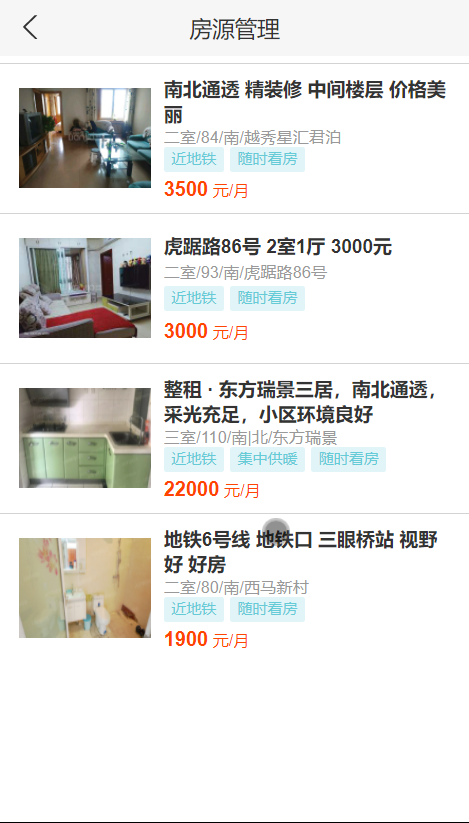 房源管理
南北通透 精装修 中间楼层 价格美
丽
二室/84/南/越秀星汇君泊
近地铁 随时看房
3500 元/月
虎踞路86号 2室1厅 3000元
二室/93/南/虎踞路86号
近地铁 随时看房
3000 元/月
整租 · 东方瑞景三居，南北通透，
采光充足，小区环境良好
三室/110/南|北/东方瑞景
近地铁 集中供暖 随时看房
22000 元/月
地铁6号线 地铁口 三眼桥站 视野
好 好房
二室/80/南/西马新村
近地铁 随时看房
1900 元/月